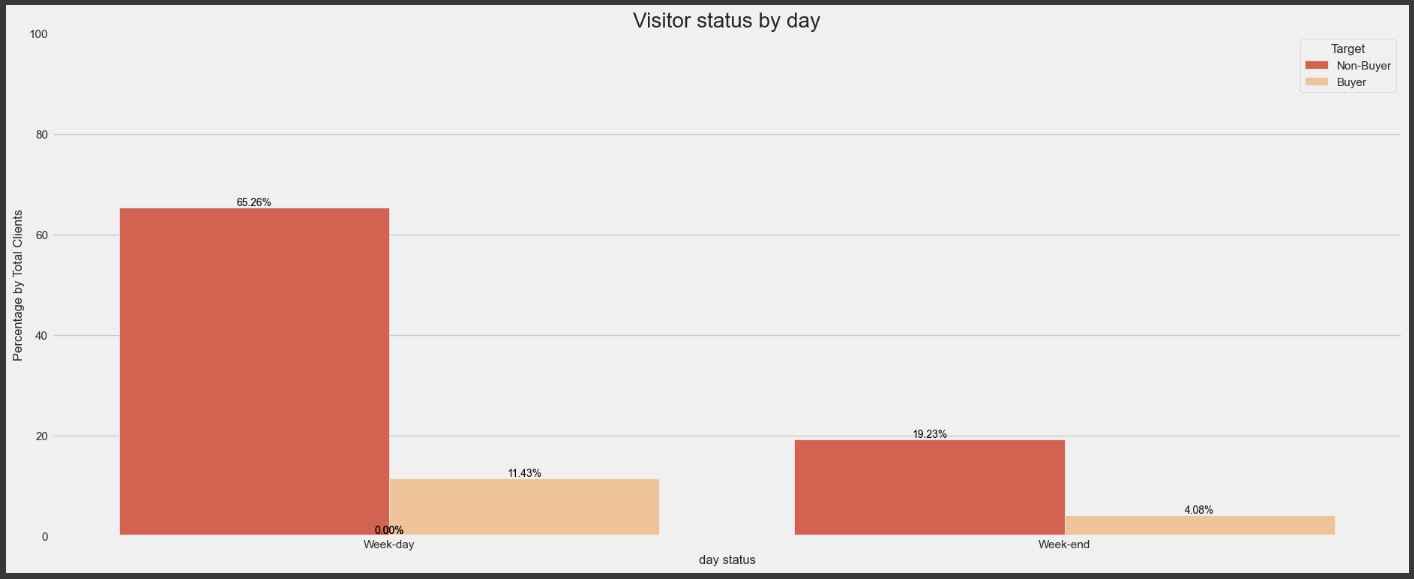 Visitor status by day
100
80
60
40
20
0
Percentage by Total Clients
Target
Non-Buyer
Buyer
65.26%
11.43%
0.00%
19.23%
4.08%
Week-day
Week-end
day status